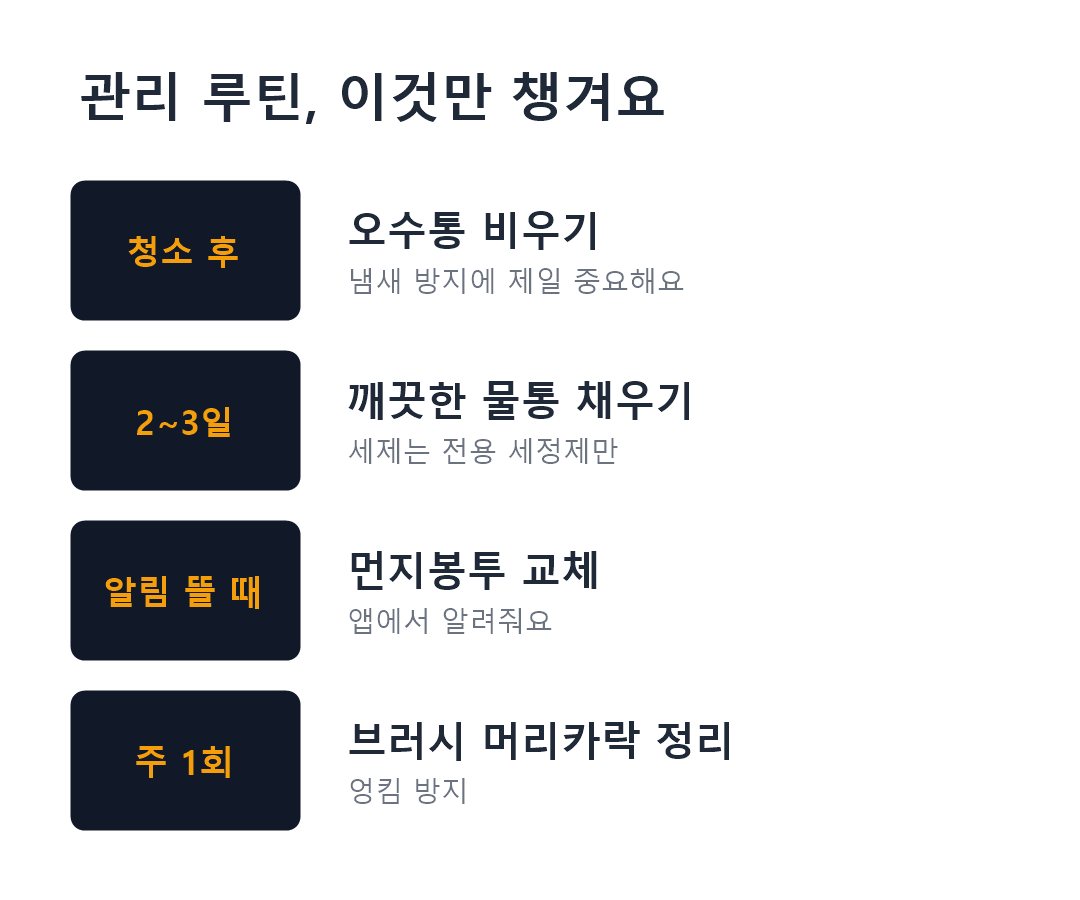 관리 루틴, 이것만 챙겨요
청소 후
오수통 비우기
냄새 방지에 제일 중요해요
2~3일
깨끗한 물통 채우기
세제는 전용 세정제만
알림 뜰 때
먼지봉투 교체
앱에서 알려줘요
주 1회
브러시 머리카락 정리
엉킴 방지